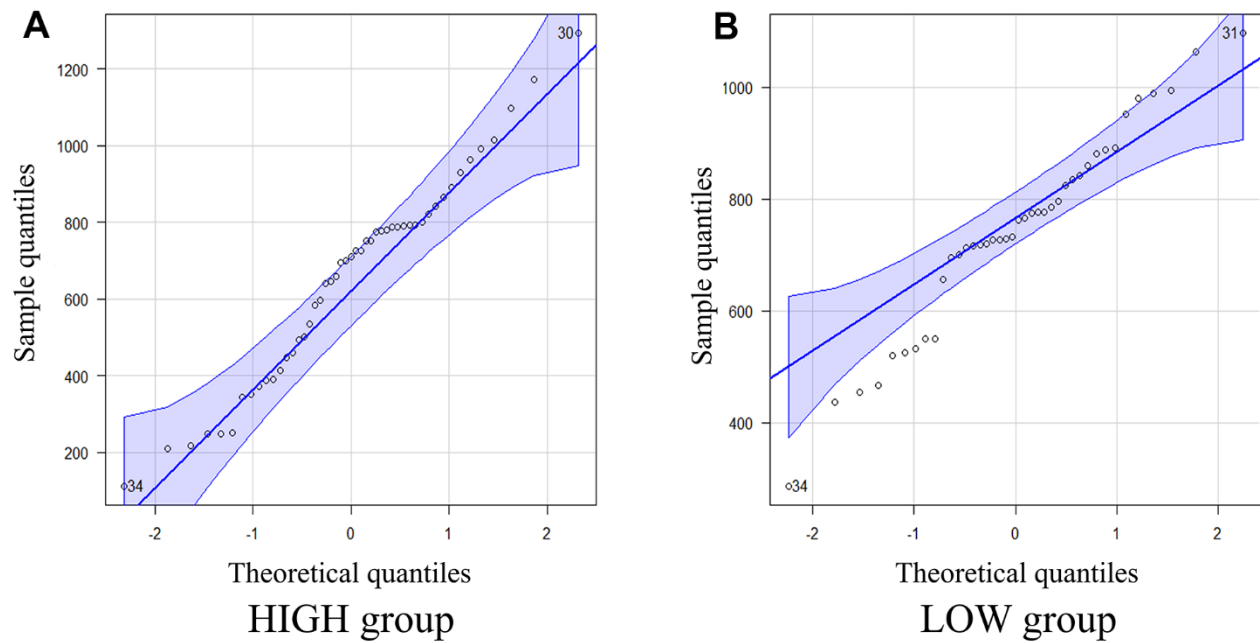 A
B
30
31
1200
1000
800
600
400
200
1000
800
600
400
34
34
-2 -1 0 1 2
-2 -1 0 1 2
Sample quantiles
Sample quantiles
Theoretical quantiles
Theoretical quantiles
HIGH group
LOW group